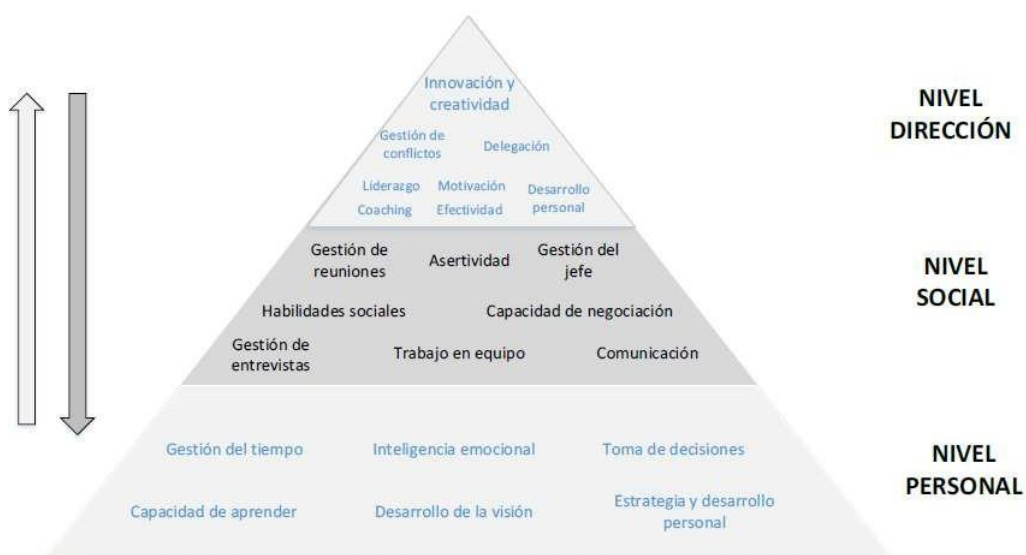 Innovación y
creatividad
NIVEL
DIRECCIÓN
Gestión de
conflictos
Delegación
Liderazgo
Motivación
Desarrollo
personal
Coaching
Efectividad
Gestión de
reuniones
Asertividad
Gestión del
jefe
NIVEL
SOCIAL
Habilidades sociales
Capacidad de negociación
Gestión de
entrevistas
Trabajo en equipo
Comunicación
Gestión del tiempo
Inteligencia emocional
Toma de decisiones
NIVEL
PERSONAL
Capacidad de aprender
Desarrollo de la visión
Estrategia y desarrollo
personal